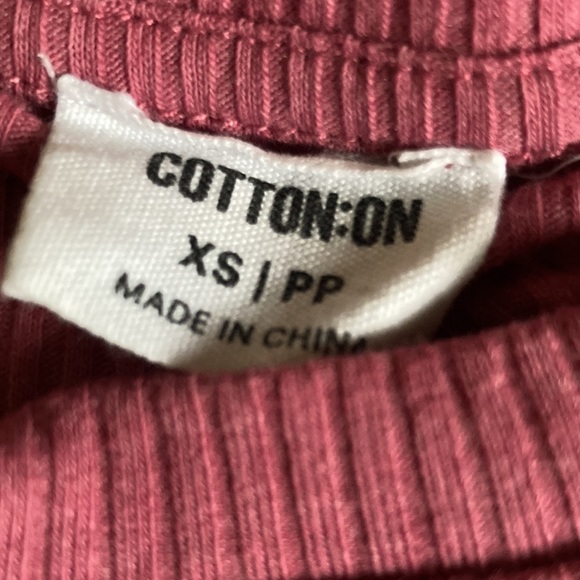 COTTON:ON
XS | PP
MADE IN CHINA